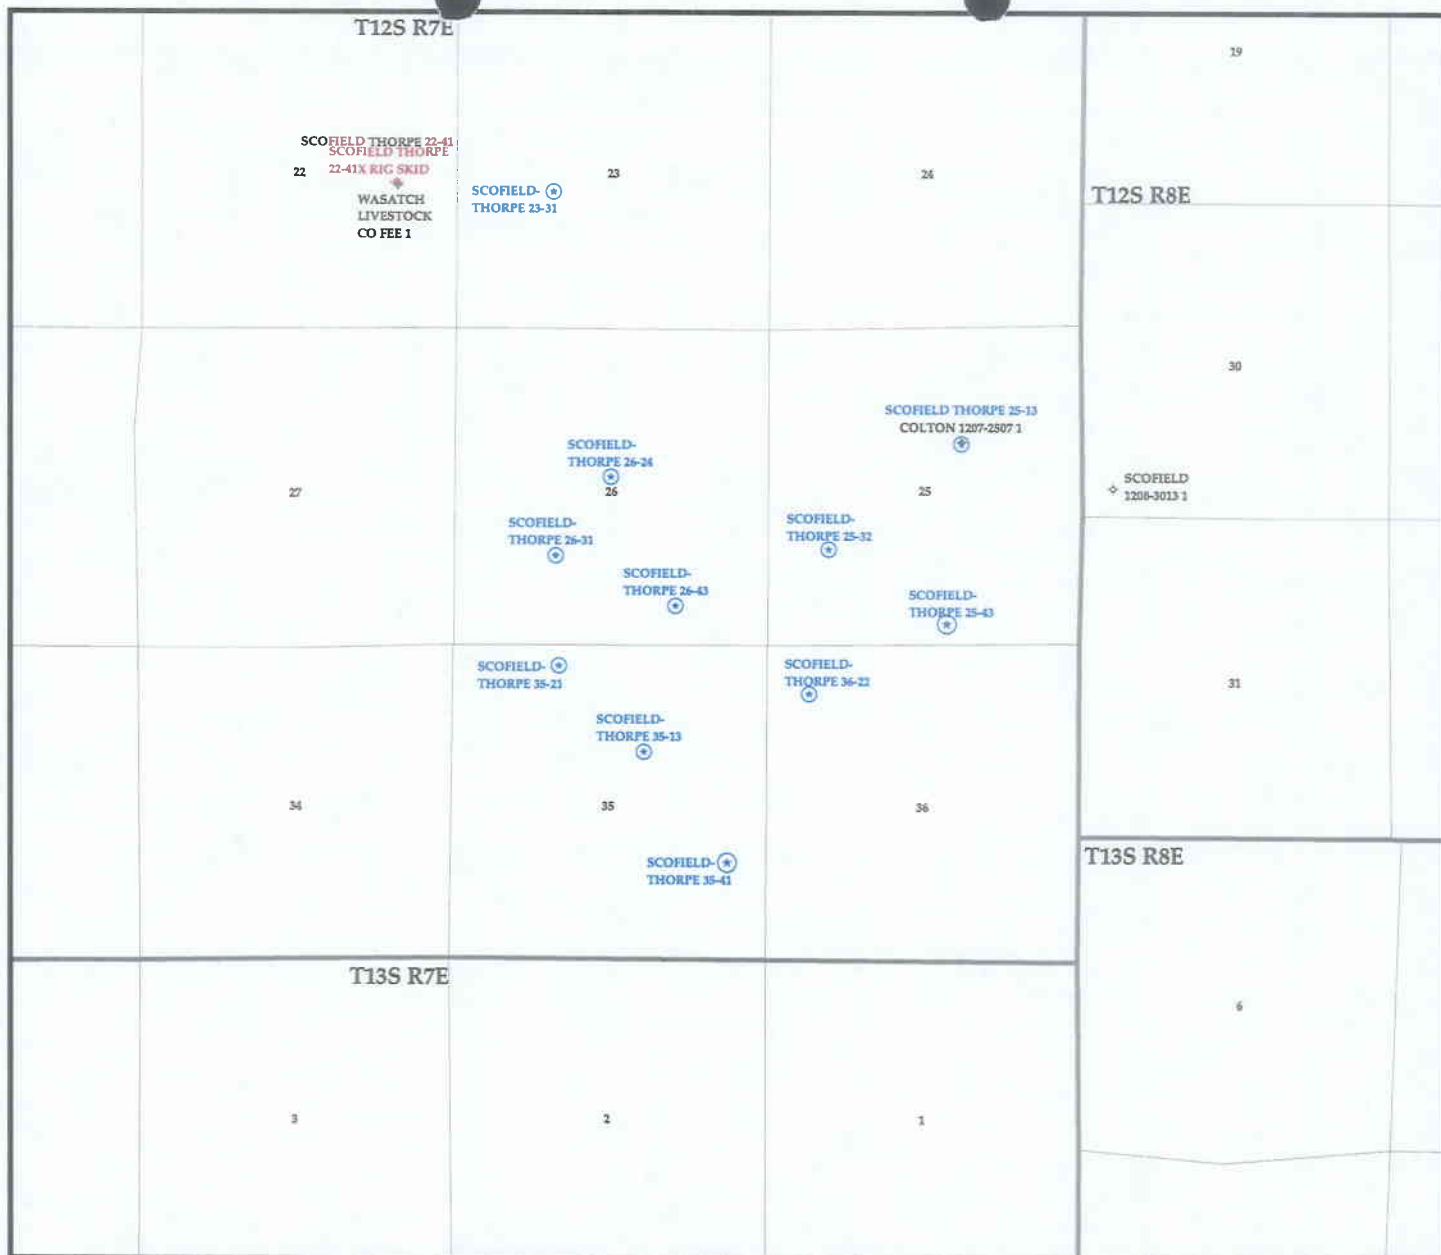 T12S R7E
19
SCOFIELD THORPE 22-41
SCOFIELD THORPE
22-41X RIG SKID
22
WASATCH
LIVESTOCK
CO FEE 1
SCOFIELD-
THORPE 23-31
23
24
T12S R8E
30
SCOFIELD THORPE 25-13
COLTON 1207-2507 1
SCOFIELD-
THORPE 26-24
26
27
25
SCOFIELD
1208-3013 1
SCOFIELD-
THORPE 26-31
SCOFIELD-
THORPE 25-32
SCOFIELD-
THORPE 26-43
SCOFIELD-
THORPE 25-43
SCOFIELD-
THORPE 35-21
SCOFIELD-
THORPE 36-22
31
SCOFIELD-
THORPE 35-13
34
35
36
SCOFIELD-
THORPE 35-41
T13S R8E
T13S R7E
6
3
2
1